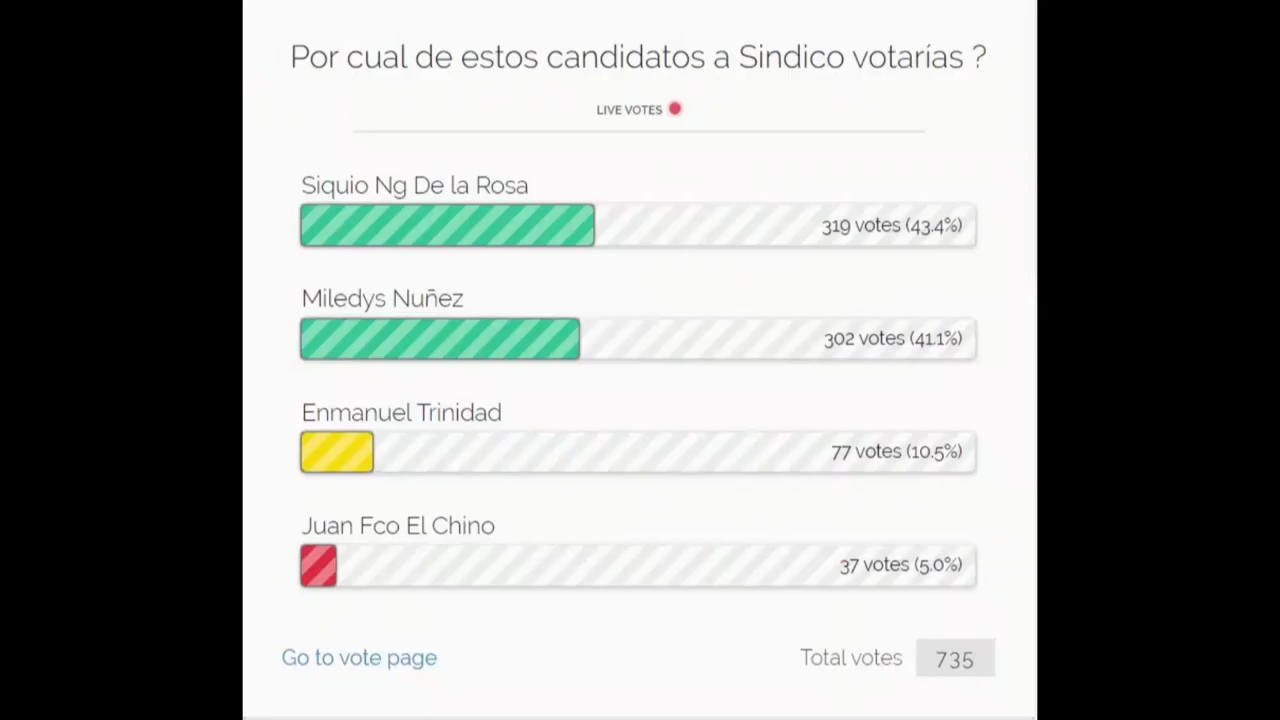 Por cual de estos candidatos a Sindico votarías ?
LIVE VOTES
Siquio Ng De la Rosa
319 votes (43.4%)
Miledys Nuñez
302 votes (41.1%)
Enmanuel Trinidad
77 votes (10.5%)
Juan Fco El Chino
37 votes (5.0%)
Go to vote page
Total votes 735